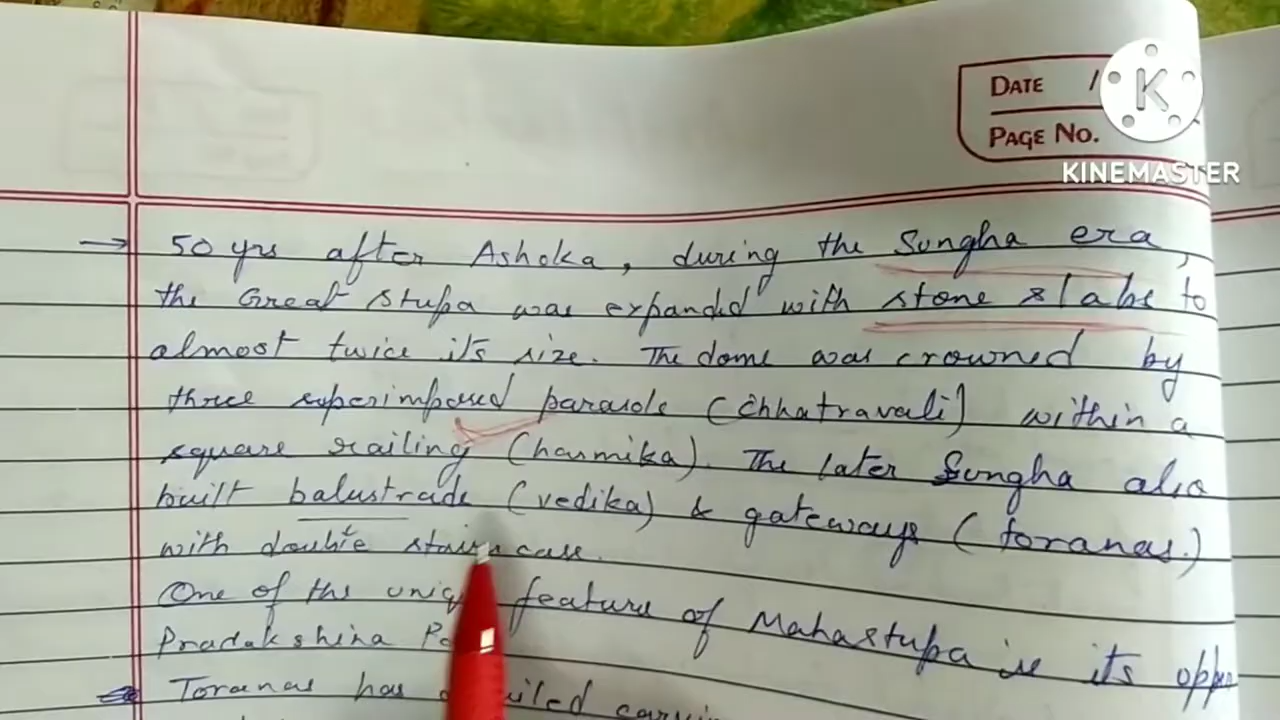 DATE /
PAGE NO.
KINEMASTER
→ 50 yrs after Ashoka, during the Sungha era,
the Great Stupa was expanded with stone slabs to
almost twice its size. The dome was crowned by
three superimposed parasols (Chhatravali) within a
square railing (harmika). The later Sungha also
built balustrade (vedika) & gateways (toranas.)
with double staircase.
One of the feature of Mahastupa is its
Pradakshina
Toranas has